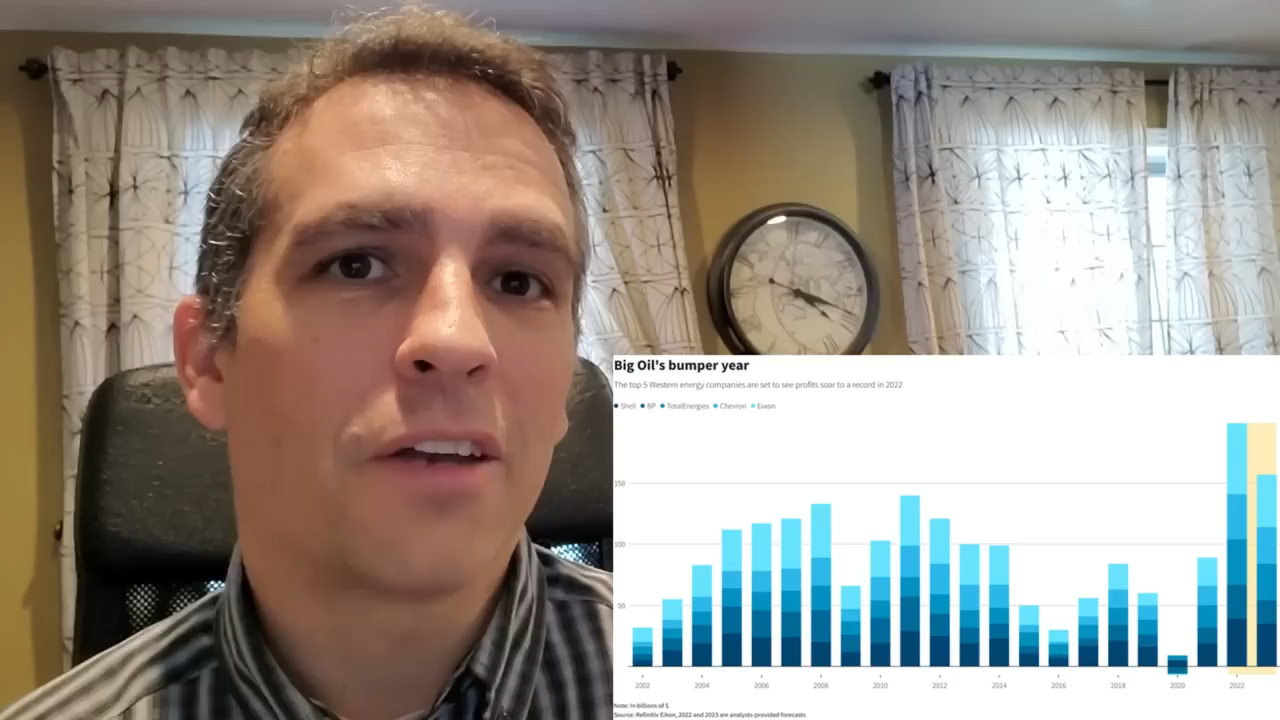 Big Oil's bumper year
The top 5 Western energy companies are set to see profits soar to a record in 2022
Shell BP TotalEnergies Chevron Exxon
150
100
50
2002 2004 2006 2008 2010 2012 2014 2016 2018 2020 2022
Note: In billions of $
Source: Refinitiv Eikon, 2022 and 2023 are analysts-provided forecasts